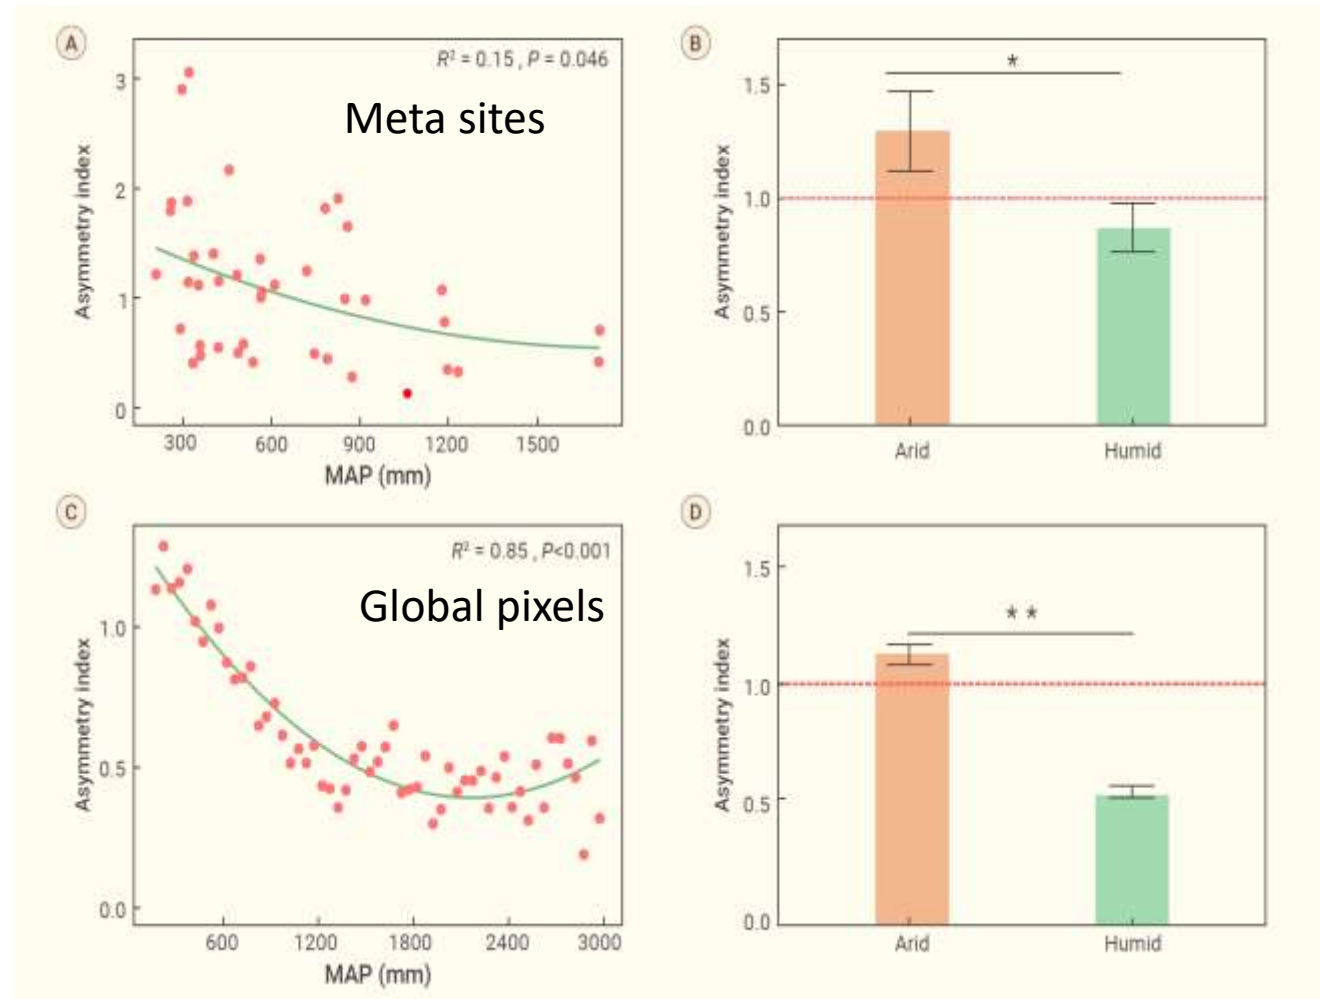 A
R² = 0.15 , P = 0.046
Meta sites
Asymmetry index
3
2
1
0
300 600 900 1200 1500
MAP (mm)
B
*
Asymmetry index
1.5
1.0
0.5
0.0
Arid Humid
C
R² = 0.85 , P<0.001
Global pixels
Asymmetry index
1.0
0.5
0.0
600 1200 1800 2400 3000
MAP (mm)
D
**
Asymmetry index
1.5
1.0
0.5
0.0
Arid Humid